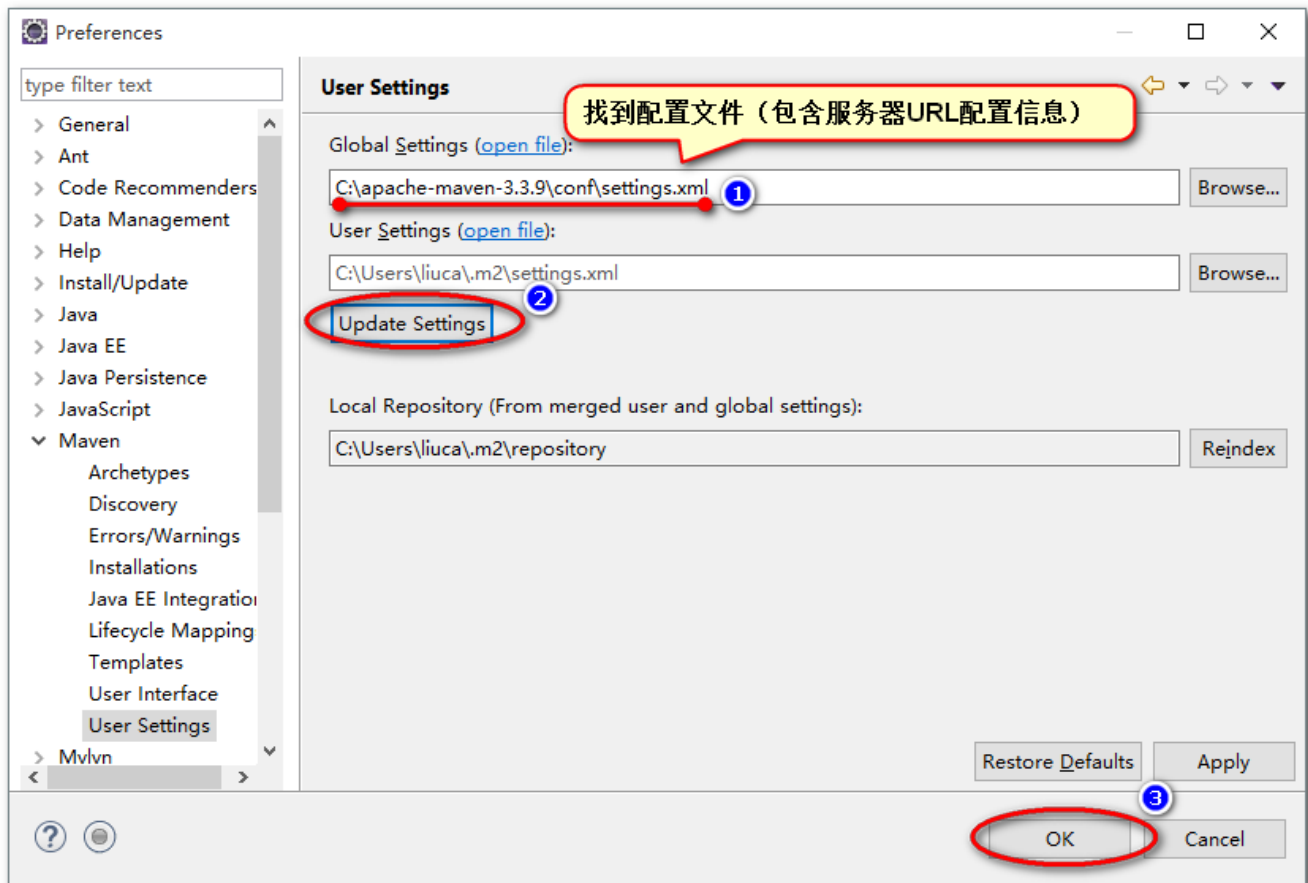 Preferences
type filter text
General
Ant
Code Recommenders
Data Management
Help
Install/Update
Java
Java EE
Java Persistence
JavaScript
Maven
Archetypes
Discovery
Errors/Warnings
Installations
Java EE Integration
Lifecycle Mapping
Templates
User Interface
User Settings
Mylyn
User Settings
找到配置文件（包含服务器URL配置信息）
Global Settings (open file):
C:\apache-maven-3.3.9\conf\settings.xml
1
Browse...
User Settings (open file):
C:\Users\liuca\.m2\settings.xml
Browse...
2
Update Settings
Local Repository (From merged user and global settings):
C:\Users\liuca\.m2\repository
Reindex
Restore Defaults
Apply
3
OK
Cancel